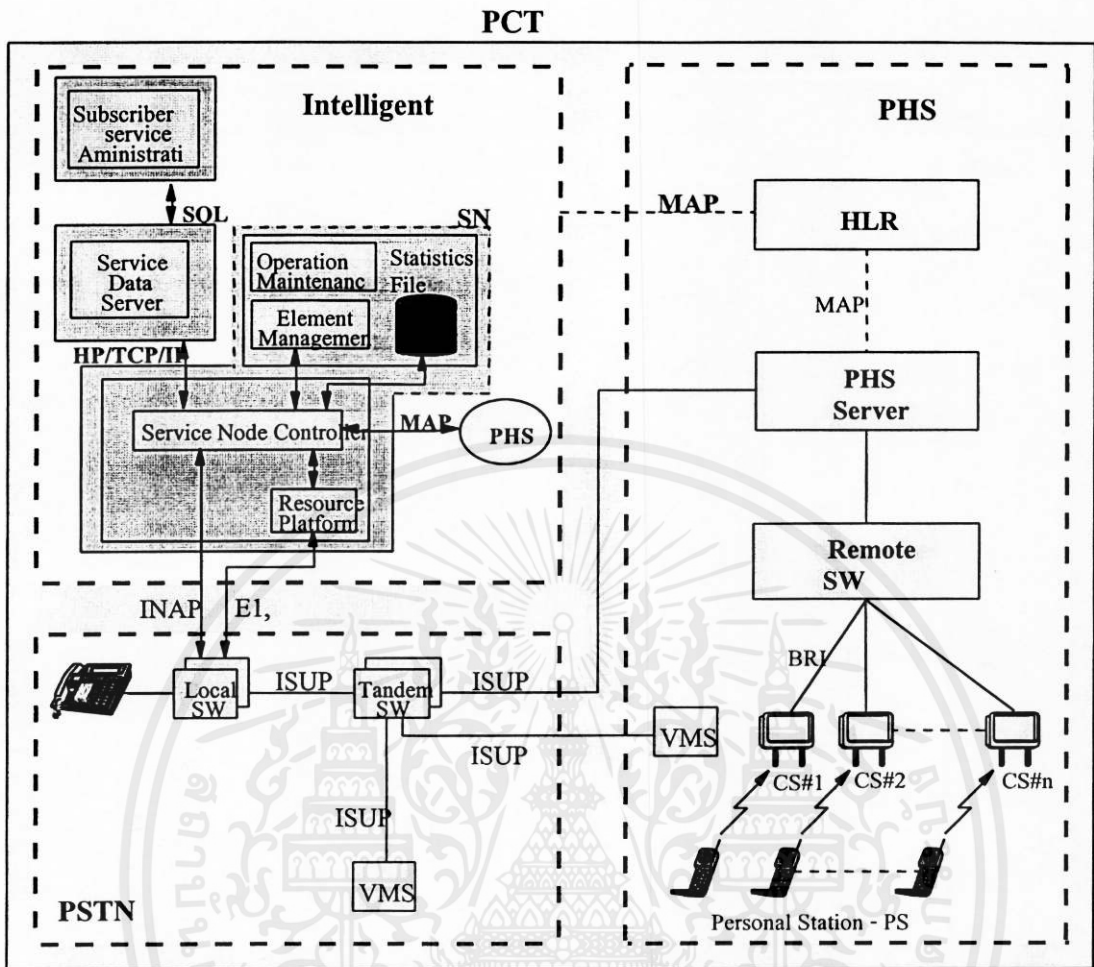 PCT
Intelligent
Subscriber
service
Aministrati
SQL
Service
Data
Server
SN
Operation
Maintenanc
Statistics
File
Element
Managemen
HP/TCP/IP
Service Node Controller
MAP
PHS
Resource
Platform
INAP
E1,
PHS
MAP
HLR
MAP
PHS
Server
Remote
SW
BRI
CS#1
CS#2
CS#n
Personal Station - PS
Local
SW
ISUP
Tandem
SW
ISUP
ISUP
VMS
ISUP
VMS
PSTN